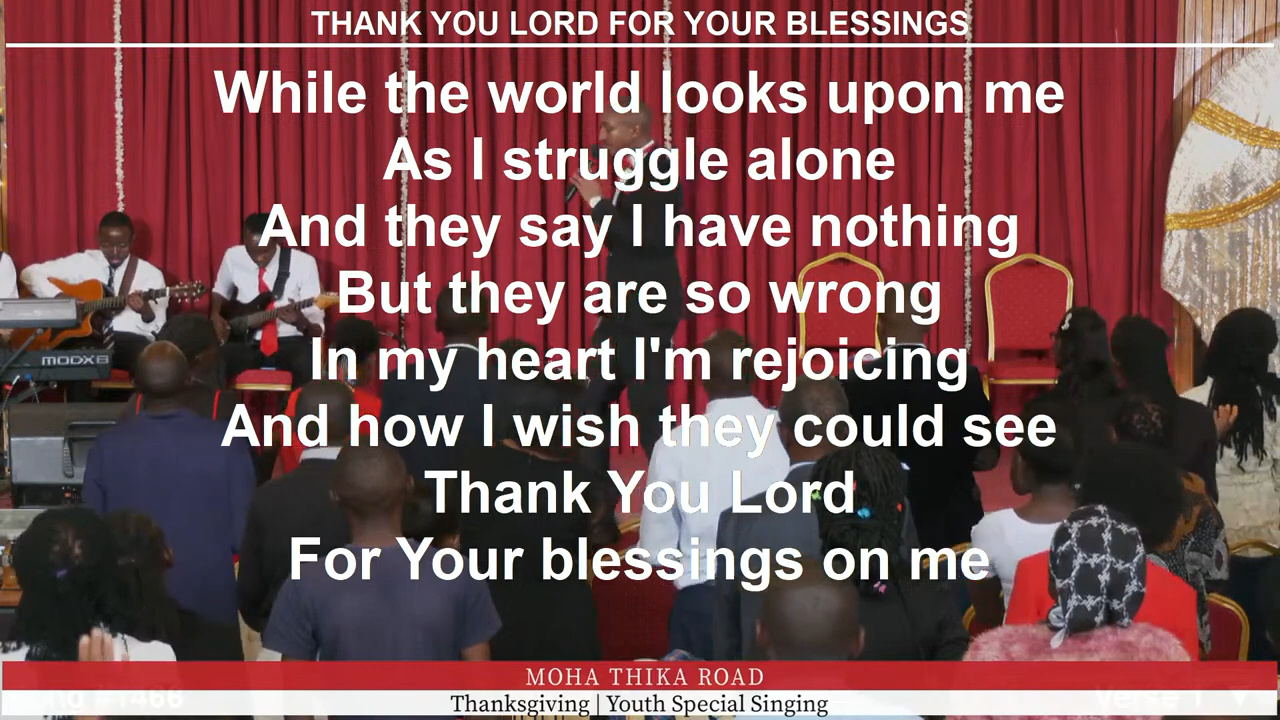 THANK YOU LORD FOR YOUR BLESSINGS
While the world looks upon me
As I struggle alone
And they say I have nothing
But they are so wrong
In my heart I'm rejoicing
And how I wish they could see
Thank You Lord
For Your blessings on me
MODX8
MOHA THIKA ROAD
Thanksgiving | Youth Special Singing